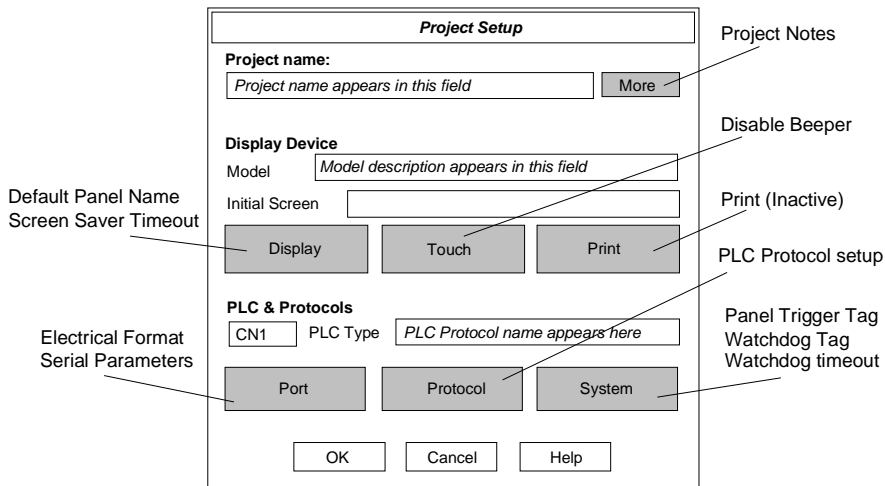 Project Setup
Project Notes
Project name:
Project name appears in this field
More
Disable Beeper
Display Device
Model
Model description appears in this field
Default Panel Name
Screen Saver Timeout
Initial Screen
Print (Inactive)
Display
Touch
Print
PLC Protocol setup
PLC & Protocols
CN1
PLC Type
PLC Protocol name appears here
Panel Trigger Tag
Watchdog Tag
Watchdog timeout
Electrical Format
Serial Parameters
Port
Protocol
System
OK
Cancel
Help